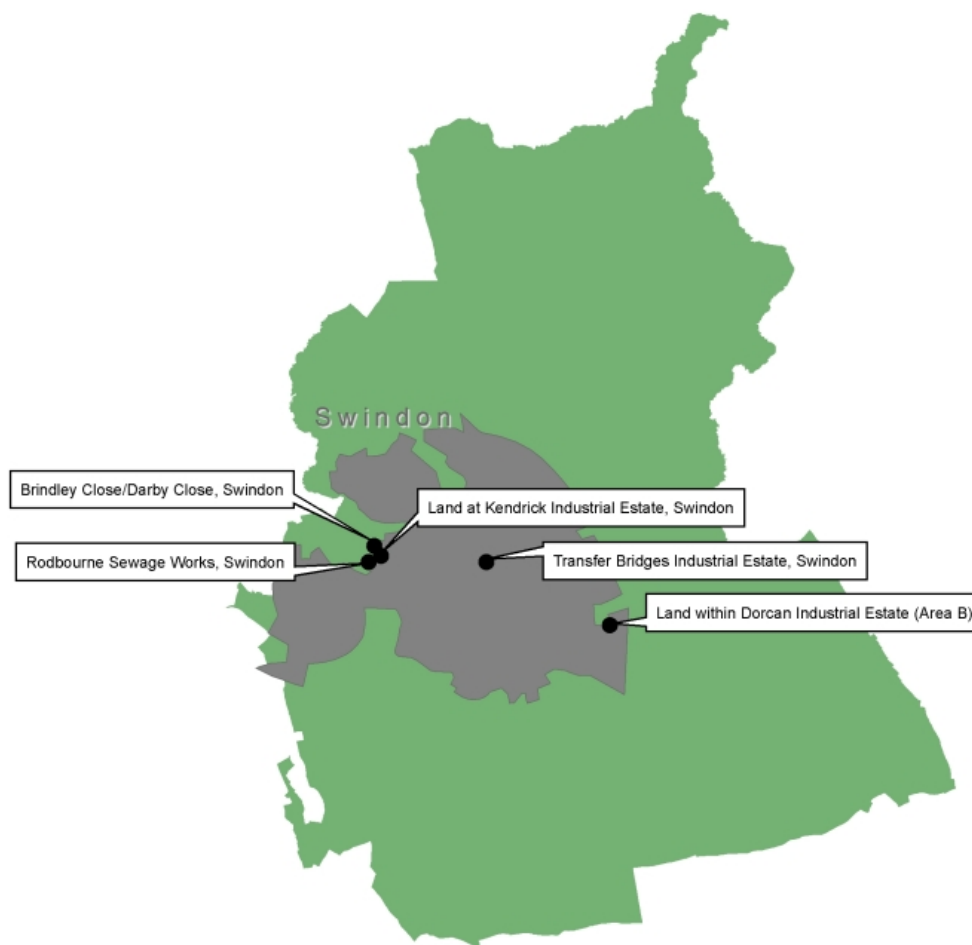 Swindon
Brindley Close/Darby Close, Swindon
Land at Kendrick Industrial Estate, Swindon
Rodbourne Sewage Works, Swindon
Transfer Bridges Industrial Estate, Swindon
Land within Dorcan Industrial Estate (Area B)